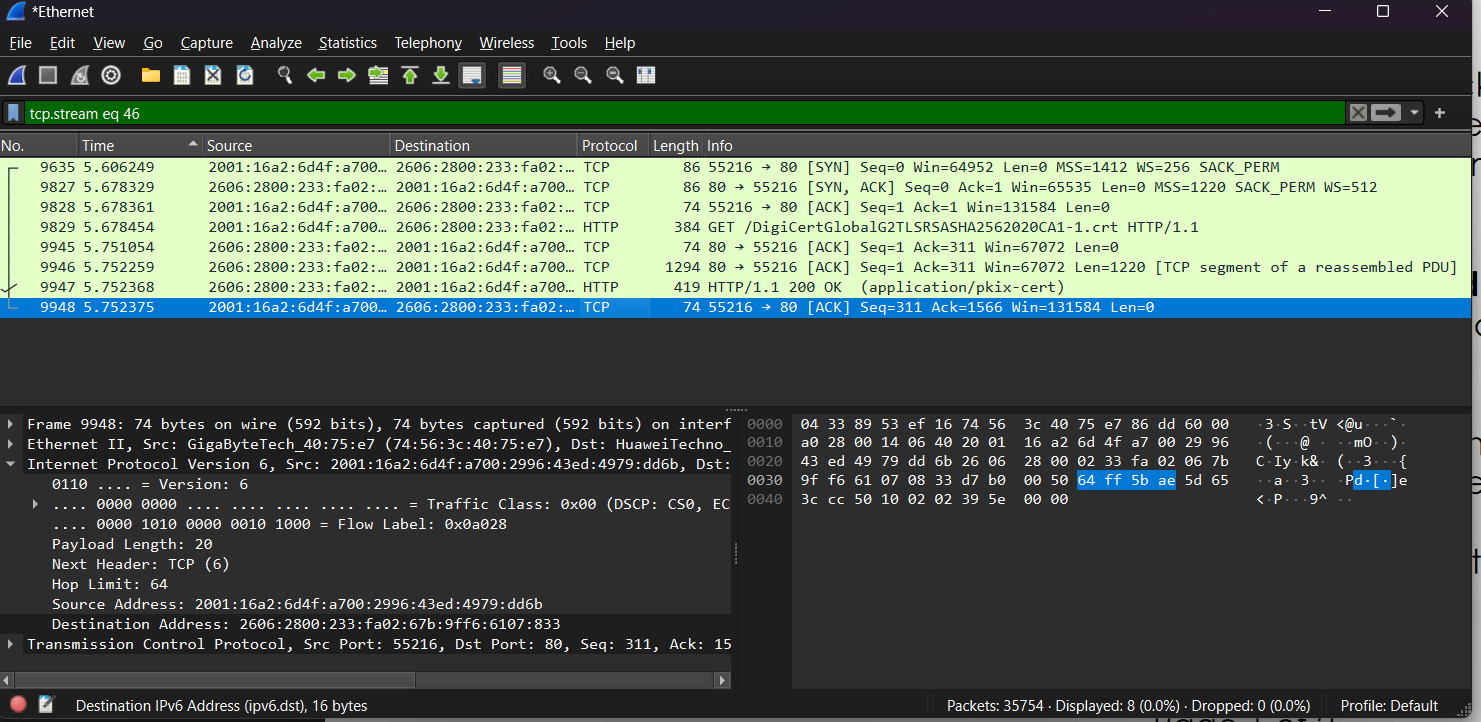 *Ethernet
File Edit View Go Capture Analyze Statistics Telephony Wireless Tools Help
tcp.stream eq 46
No. Time Source Destination Protocol Length Info
9635 5.606249 2001:16a2:6d4f:a700… 2606:2800:233:fa02:… TCP 86 55216 → 80 [SYN] Seq=0 Win=64952 Len=0 MSS=1412 WS=256 SACK_PERM
9827 5.678329 2606:2800:233:fa02:… 2001:16a2:6d4f:a700… TCP 86 80 → 55216 [SYN, ACK] Seq=0 Ack=1 Win=65535 Len=0 MSS=1220 SACK_PERM WS=512
9828 5.678361 2001:16a2:6d4f:a700… 2606:2800:233:fa02:… TCP 74 55216 → 80 [ACK] Seq=1 Ack=1 Win=131584 Len=0
9829 5.678454 2001:16a2:6d4f:a700… 2606:2800:233:fa02:… HTTP 384 GET /DigiCertGlobalG2TLSRSASHA2562020CA1-1.crt HTTP/1.1
9945 5.751054 2606:2800:233:fa02:… 2001:16a2:6d4f:a700… TCP 74 80 → 55216 [ACK] Seq=1 Ack=311 Win=67072 Len=0
9946 5.752259 2606:2800:233:fa02:… 2001:16a2:6d4f:a700… TCP 1294 80 → 55216 [ACK] Seq=1 Ack=311 Win=67072 Len=1220 [TCP segment of a reassembled PDU]
9947 5.752368 2606:2800:233:fa02:… 2001:16a2:6d4f:a700… HTTP 419 HTTP/1.1 200 OK  (application/pkix-cert)
9948 5.752375 2001:16a2:6d4f:a700… 2606:2800:233:fa02:… TCP 74 55216 → 80 [ACK] Seq=311 Ack=1566 Win=131584 Len=0
Frame 9948: 74 bytes on wire (592 bits), 74 bytes captured (592 bits) on interf
Ethernet II, Src: GigaByteTech_40:75:e7 (74:56:3c:40:75:e7), Dst: HuaweiTechno_
Internet Protocol Version 6, Src: 2001:16a2:6d4f:a700:2996:43ed:4979:dd6b, Dst:
0110 .... = Version: 6
.... 0000 0000 .... .... .... .... .... = Traffic Class: 0x00 (DSCP: CS0, EC
.... 0000 1010 0000 0010 1000 = Flow Label: 0x0a028
Payload Length: 20
Next Header: TCP (6)
Hop Limit: 64
Source Address: 2001:16a2:6d4f:a700:2996:43ed:4979:dd6b
Destination Address: 2606:2800:233:fa02:67b:9ff6:6107:833
Transmission Control Protocol, Src Port: 55216, Dst Port: 80, Seq: 311, Ack: 15
0000 04 33 89 53 ef 16 74 56 3c 40 75 e7 86 dd 60 00 ·3·S··tV <@u···`·
0010 a0 28 00 14 06 40 20 01 16 a2 6d 4f a7 00 29 96 ·(···@ · ··mO··)·
0020 43 ed 49 79 dd 6b 26 06 28 00 02 33 fa 02 06 7b C·Iy·k&· (··3···{
0030 9f f6 61 07 08 33 d7 b0 00 50 64 ff 5b ae 5d 65 ··a··3·· ·Pd·[·]e
0040 3c cc 50 10 02 02 39 5e 00 00 <·P···9^ ··
Destination IPv6 Address (ipv6.dst), 16 bytes
Packets: 35754 · Displayed: 8 (0.0%) · Dropped: 0 (0.0%)
Profile: Default